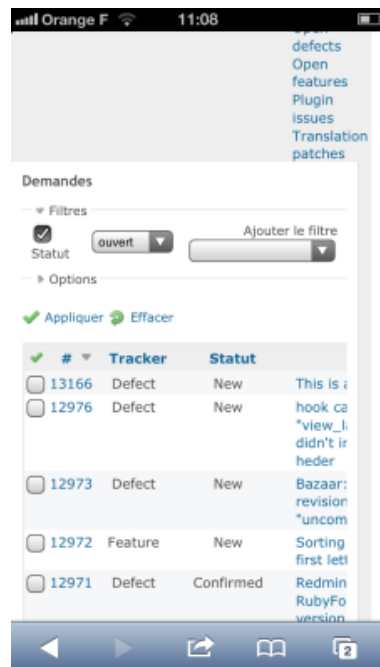 Orange F 11:08
defects
Open
features
Plugin
issues
Translation
patches
Demandes
Filtres
Statut ouvert Ajouter le filtre
Options
Appliquer Effacer
# Tracker Statut
13166 Defect New This is a
12976 Defect New hook ca
"view_la
didn't in
heder
12973 Defect New Bazaar:
revision
"uncom
12972 Feature New Sorting
first lett
12971 Defect Confirmed Redmin
RubyFo
version
2